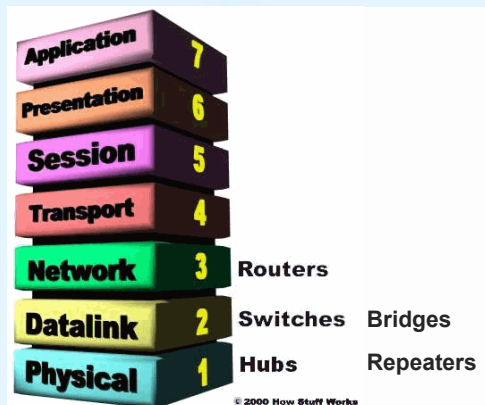 Application 7
Presentation 6
Session 5
Transport 4
Network 3 Routers
Datalink 2 Switches Bridges
Physical 1 Hubs Repeaters
© 2000 How Stuff Works